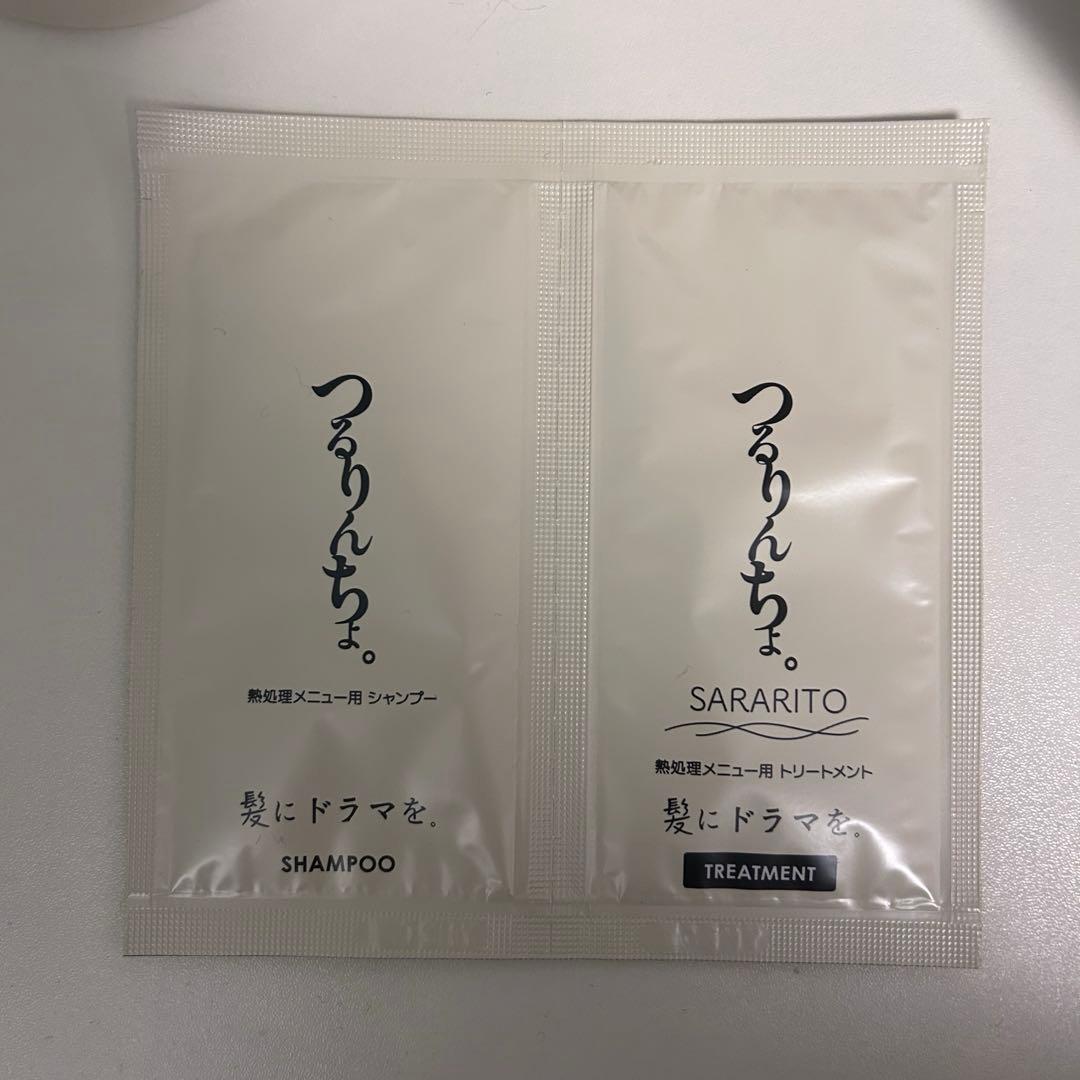 つるりんちょ。
熱処理メニュー用 シャンプー
髪にドラマを。
SHAMPOO
つるりんちょ。
SARARITO
熱処理メニュー用 トリートメント
髪にドラマを。
TREATMENT